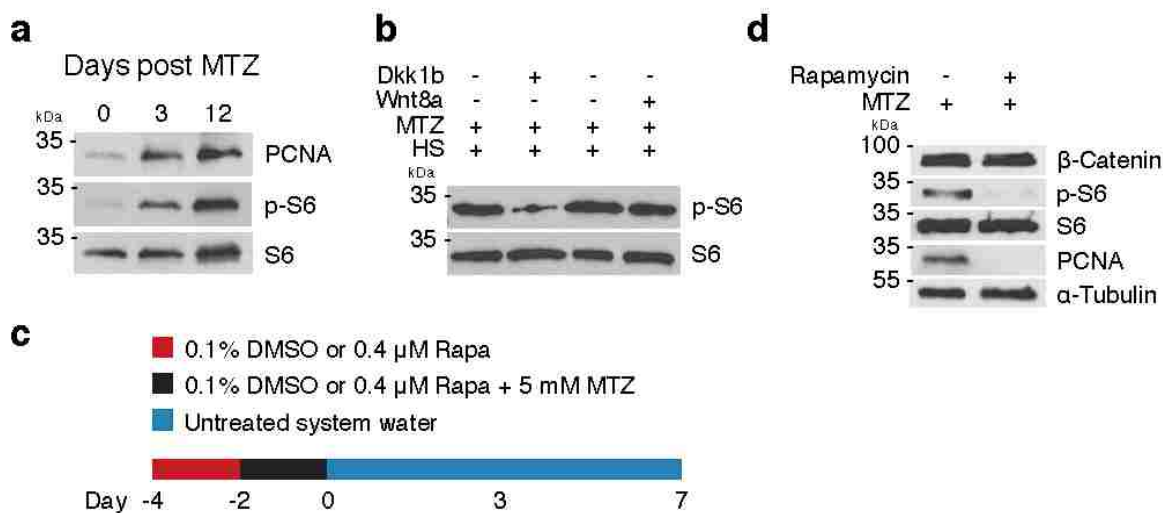 a
Days post MTZ
kDa 0 3 12
35 PCNA
35 p-S6
35 S6
b
Dkk1b - + - -
Wnt8a - - - +
MTZ + + + +
HS + + + +
kDa
35 p-S6
35 S6
d
Rapamycin - +
MTZ + +
kDa
100 β-Catenin
35 p-S6
35 S6
35 PCNA
55 α-Tubulin
c
0.1% DMSO or 0.4 µM Rapa
0.1% DMSO or 0.4 µM Rapa + 5 mM MTZ
Untreated system water
Day -4 -2 0 3 7